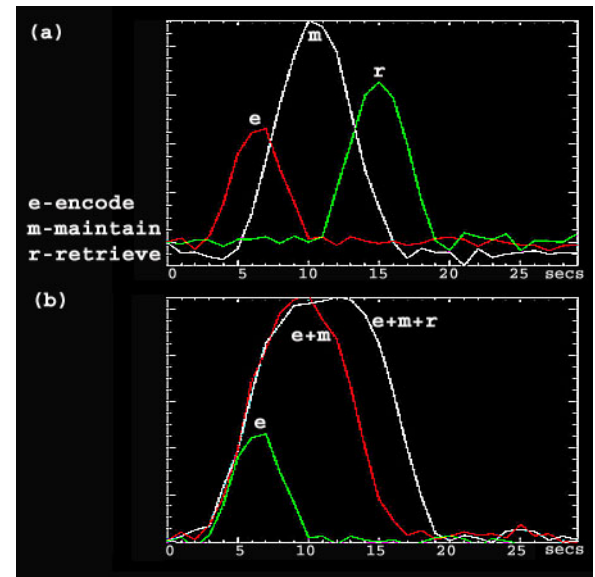 (a)
m
r
e
e-encode
m-maintain
r-retrieve
0 5 10 15 20 25 secs
(b)
e+m+r
e+m
e
0 5 10 15 20 25 secs